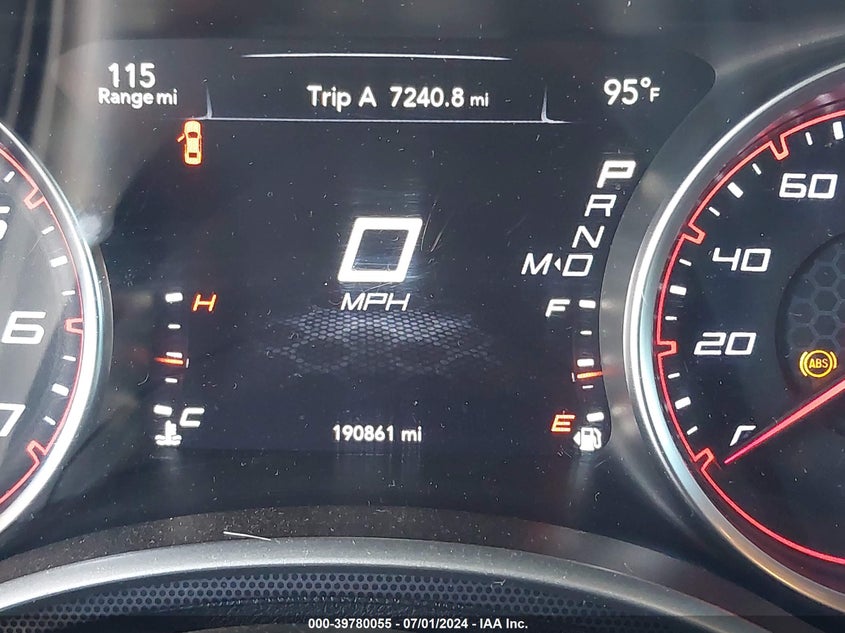 115
Range mi
Trip A 7240.8 mi
95°F
P
R
N
M◂D
0
MPH
H
C
F
E
190861 mi
6
7
60
40
20
ABS
000-39780055 - 07/01/2024 - IAA Inc.